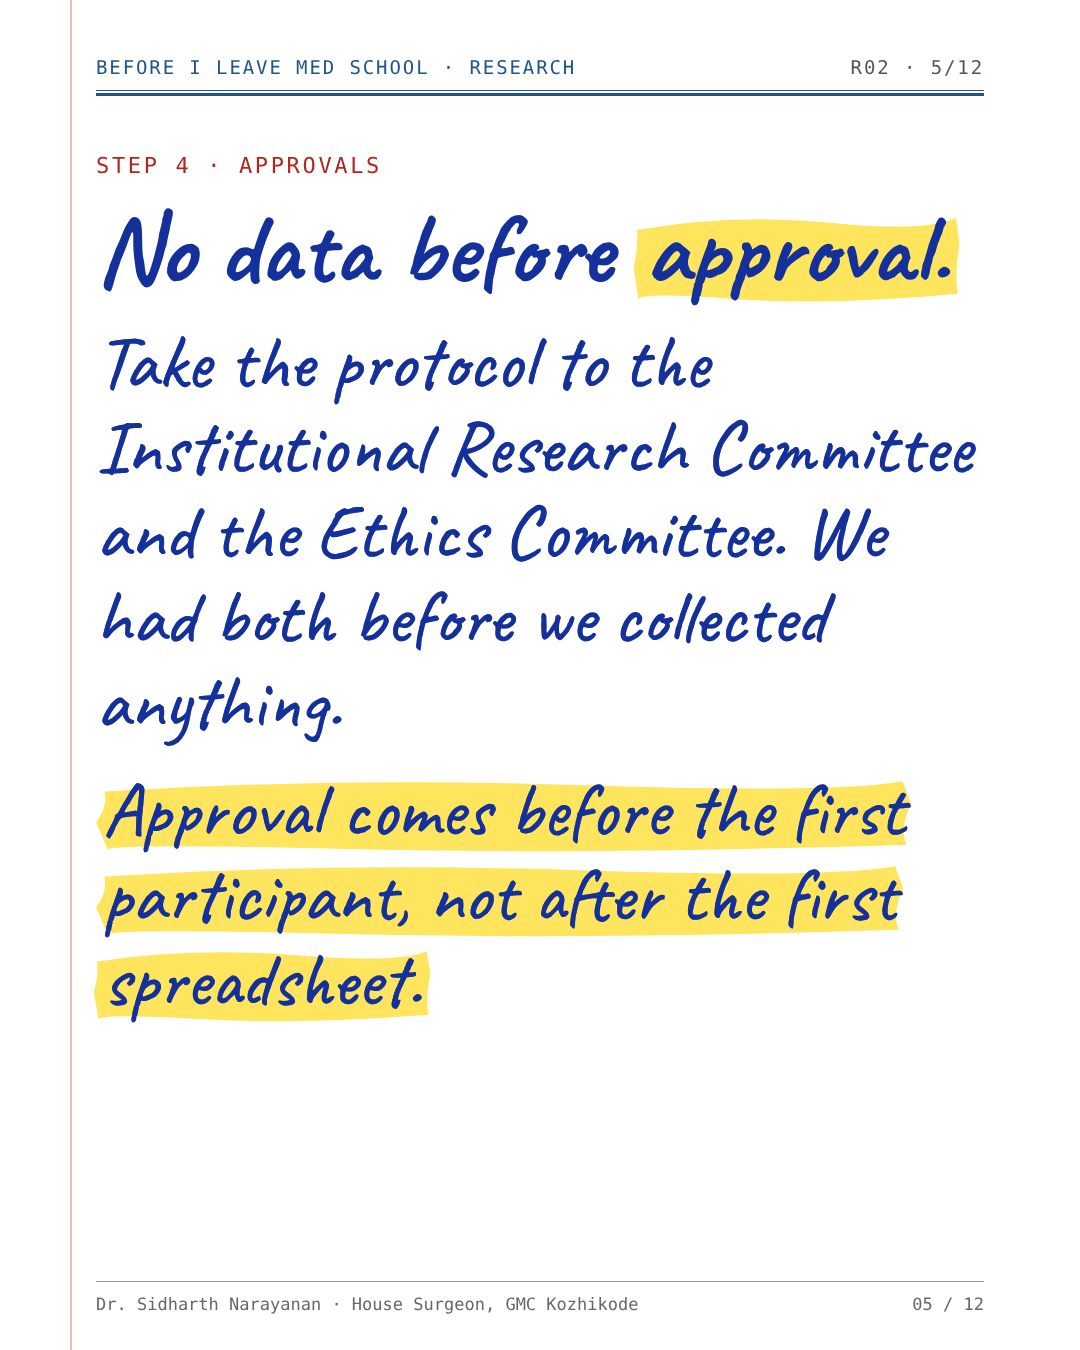 BEFORE I LEAVE MED SCHOOL · RESEARCH
R02 · 5/12
STEP 4 · APPROVALS
No data before approval.
Take the protocol to the
Institutional Research Committee
and the Ethics Committee. We
had both before we collected
anything.
Approval comes before the first
participant, not after the first
spreadsheet.
Dr. Sidharth Narayanan · House Surgeon, GMC Kozhikode
05 / 12